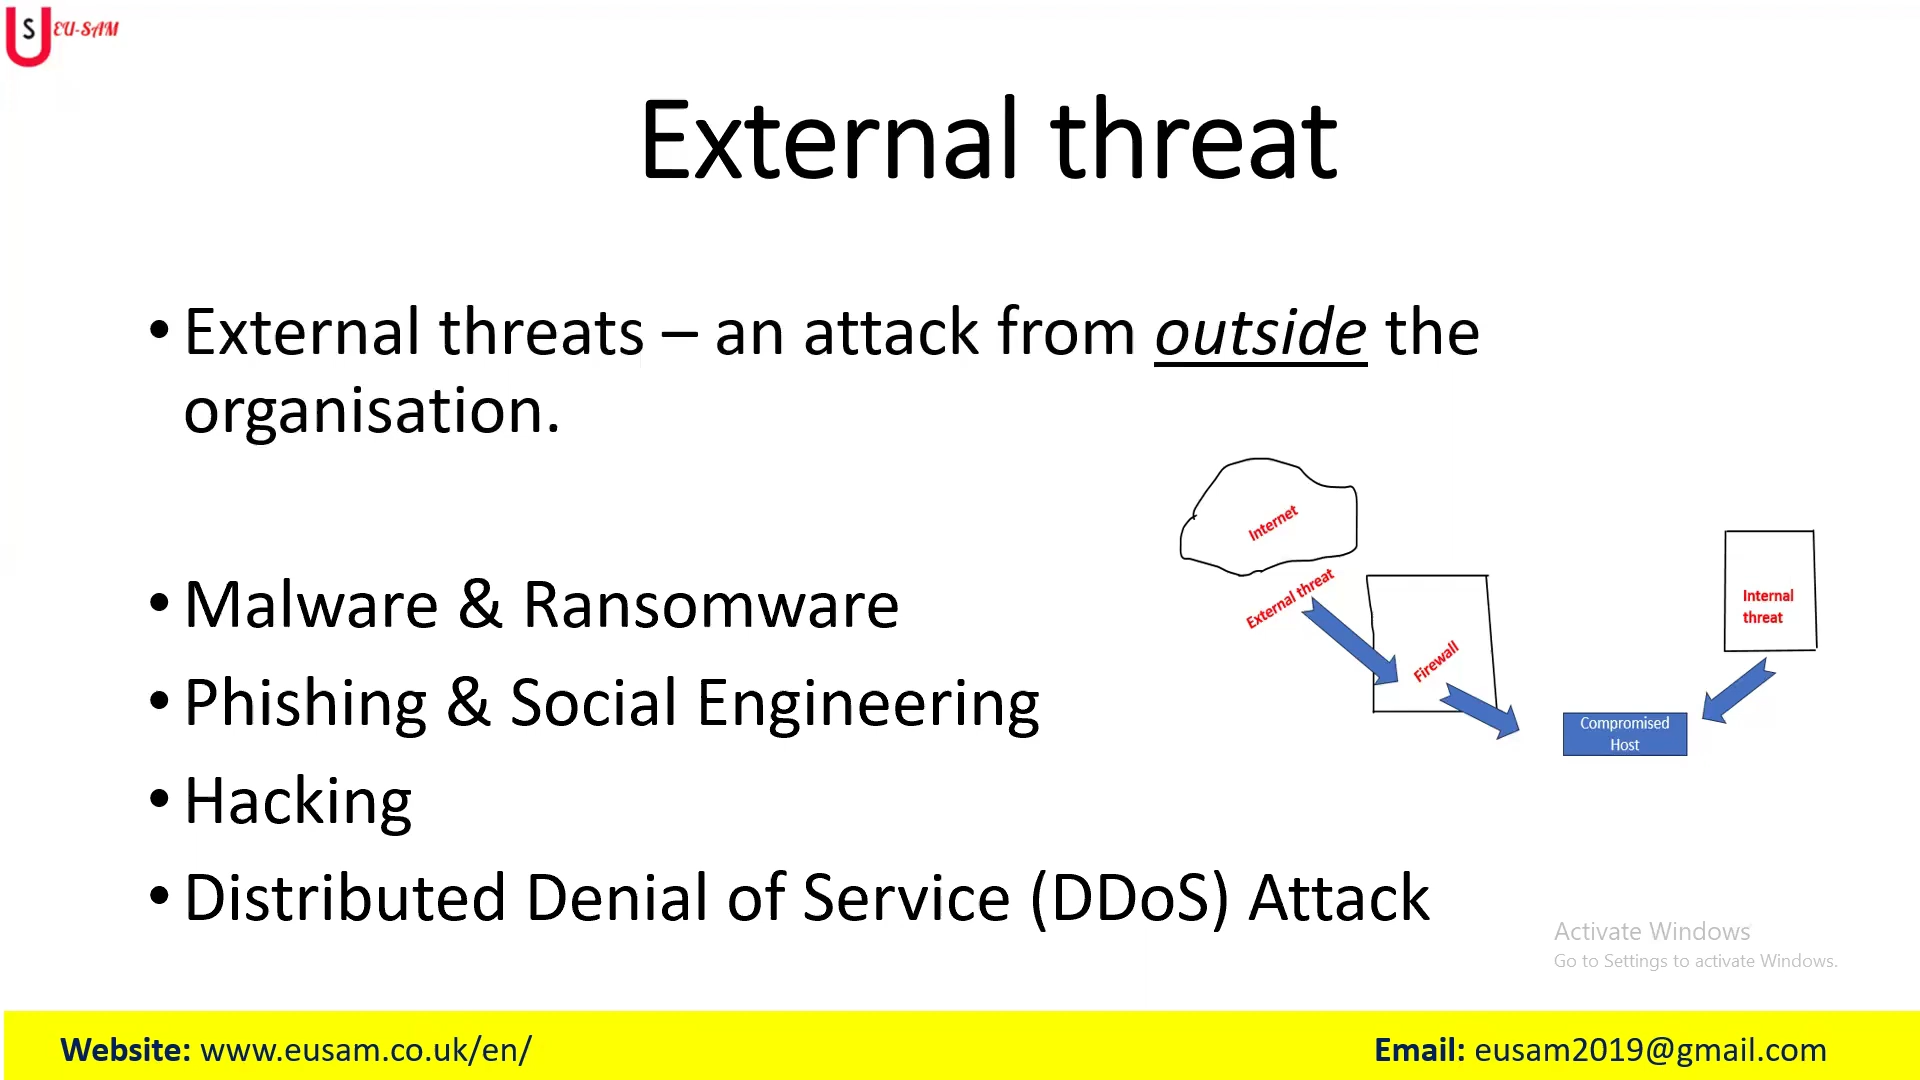 S
EU-SAM
External threat
• External threats – an attack from outside the
organisation.
• Malware & Ransomware
• Phishing & Social Engineering
• Hacking
• Distributed Denial of Service (DDoS) Attack
Internet
External threat
Firewall
Internal
threat
Compromised
Host
Activate Windows
Go to Settings to activate Windows.
Website: www.eusam.co.uk/en/
Email: eusam2019@gmail.com